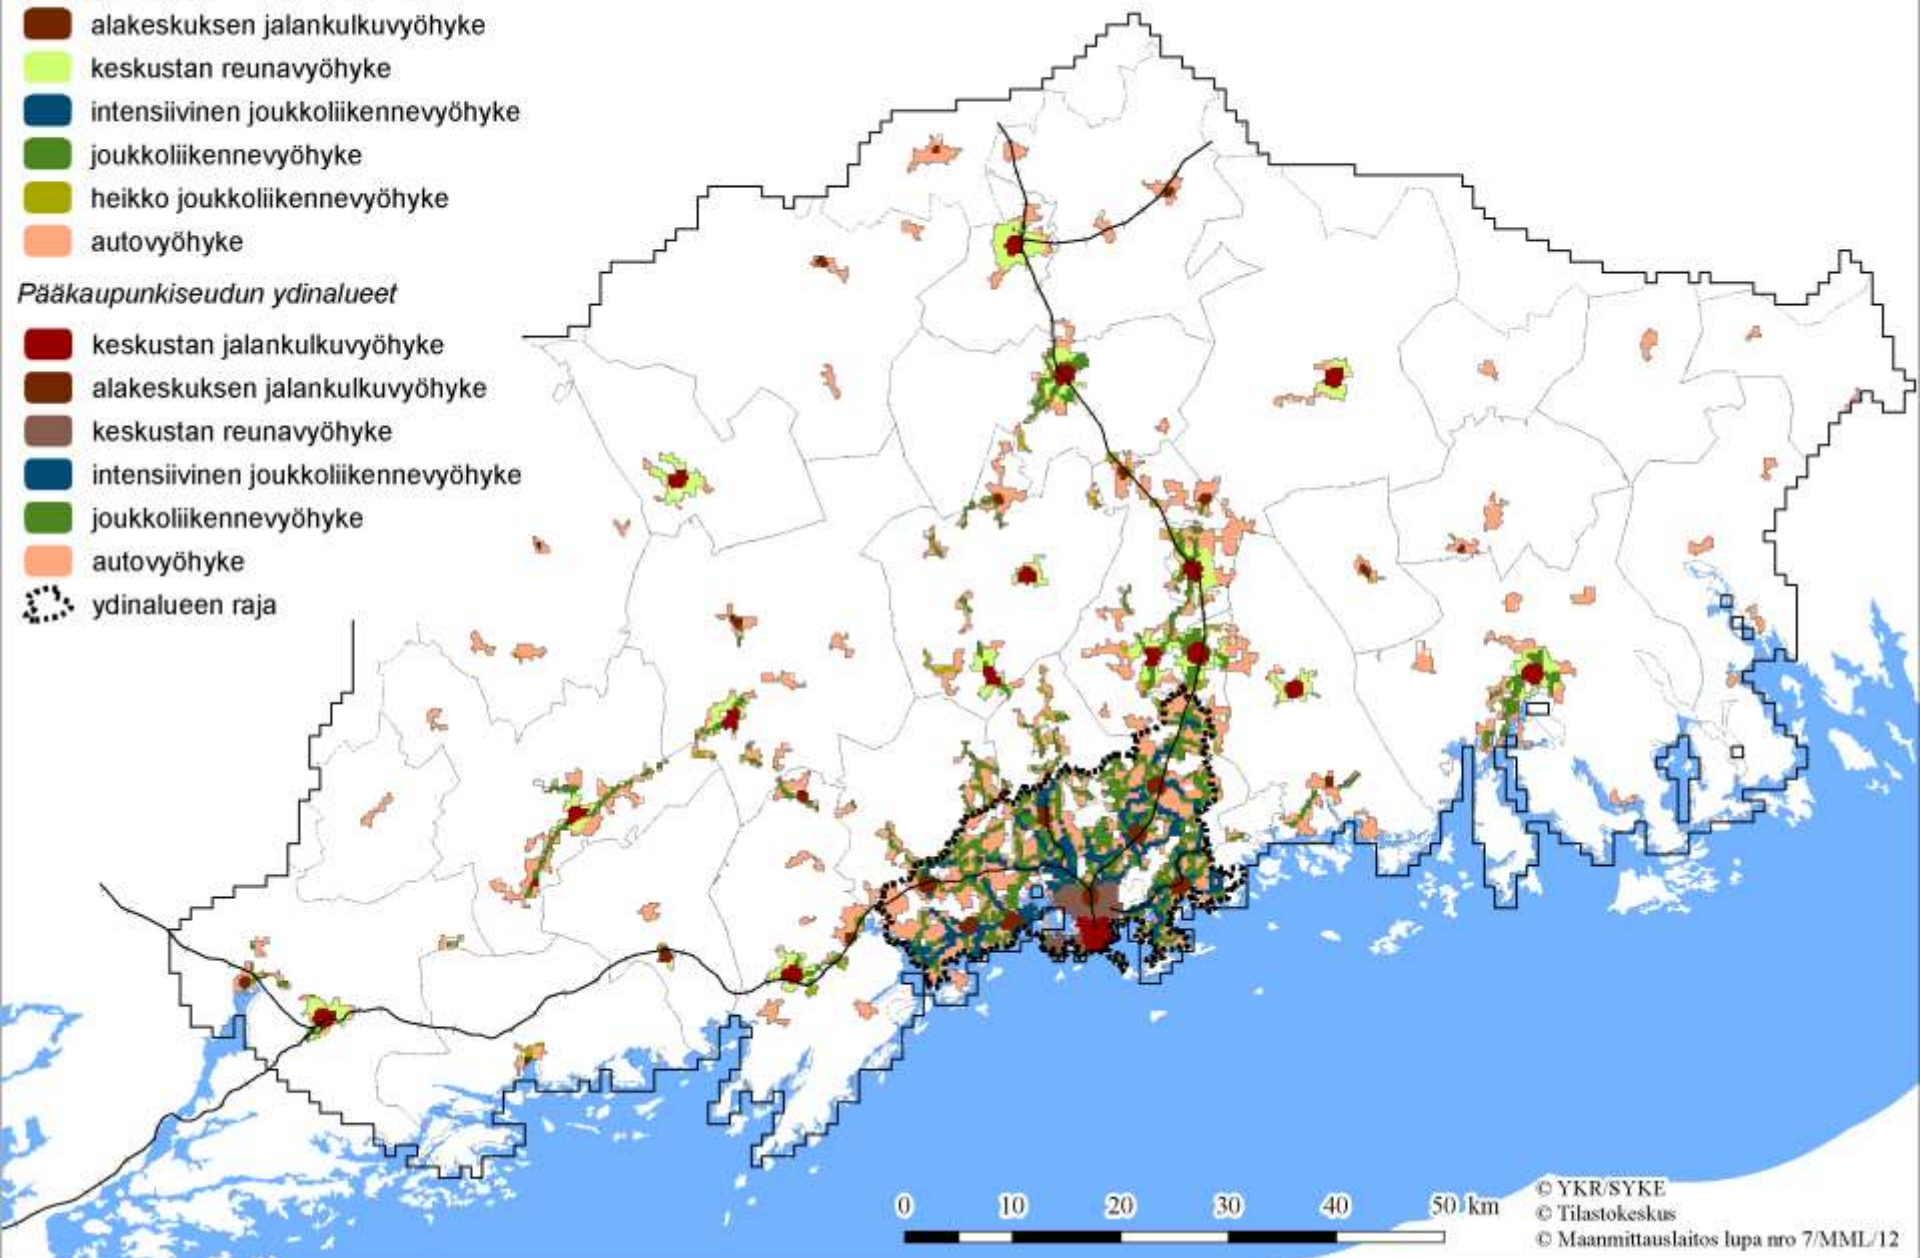 alakeskuksen jalankulkuvyöhyke
keskustan reunavyöhyke
intensiivinen joukkoliikennevyöhyke
joukkoliikennevyöhyke
heikko joukkoliikennevyöhyke
autovyöhyke
Pääkaupunkiseudun ydinalueet
keskustan jalankulkuvyöhyke
alakeskuksen jalankulkuvyöhyke
keskustan reunavyöhyke
intensiivinen joukkoliikennevyöhyke
joukkoliikennevyöhyke
autovyöhyke
ydinalueen raja
0 10 20 30 40 50 km
© YKR/SYKE
© Tilastokeskus
© Maanmittauslaitos lupa nro 7/MML/12